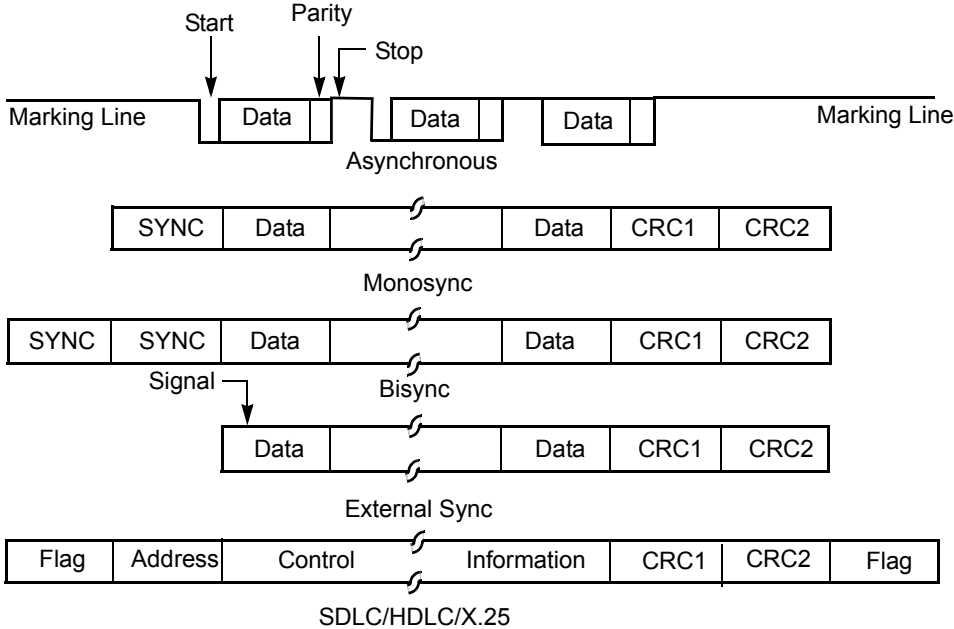 Start
Parity
Stop
Marking Line
Data
Data
Data
Marking Line
Asynchronous
SYNC Data Data CRC1 CRC2
Monosync
SYNC SYNC Data Data CRC1 CRC2
Signal
Bisync
Data Data CRC1 CRC2
External Sync
Flag Address Control Information CRC1 CRC2 Flag
SDLC/HDLC/X.25